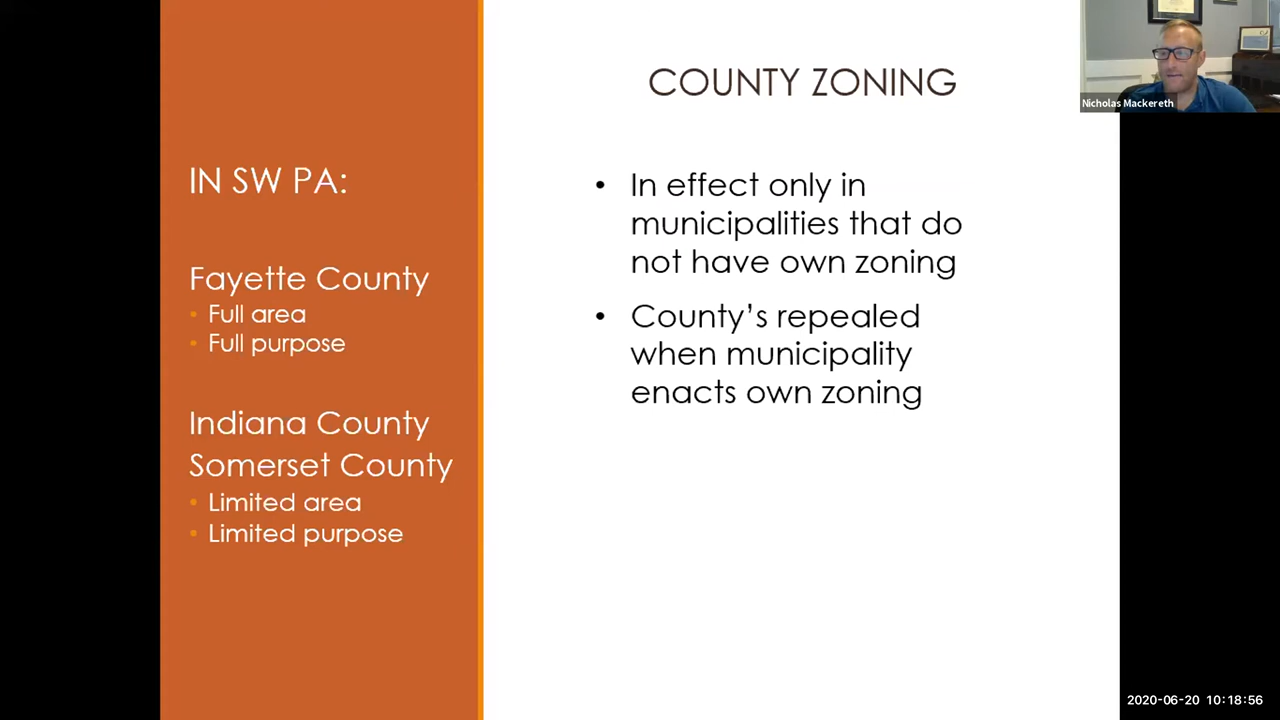 COUNTY ZONING
Nicholas Mackereth
IN SW PA:
Fayette County
• Full area
• Full purpose
Indiana County
Somerset County
• Limited area
• Limited purpose
• In effect only in
municipalities that do
not have own zoning
• County’s repealed
when municipality
enacts own zoning
2020-06-20 10:18:56